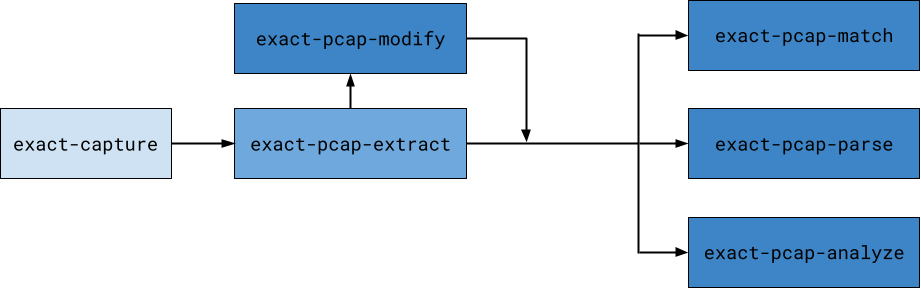 exact-pcap-modify
exact-pcap-match
exact-capture
exact-pcap-extract
exact-pcap-parse
exact-pcap-analyze